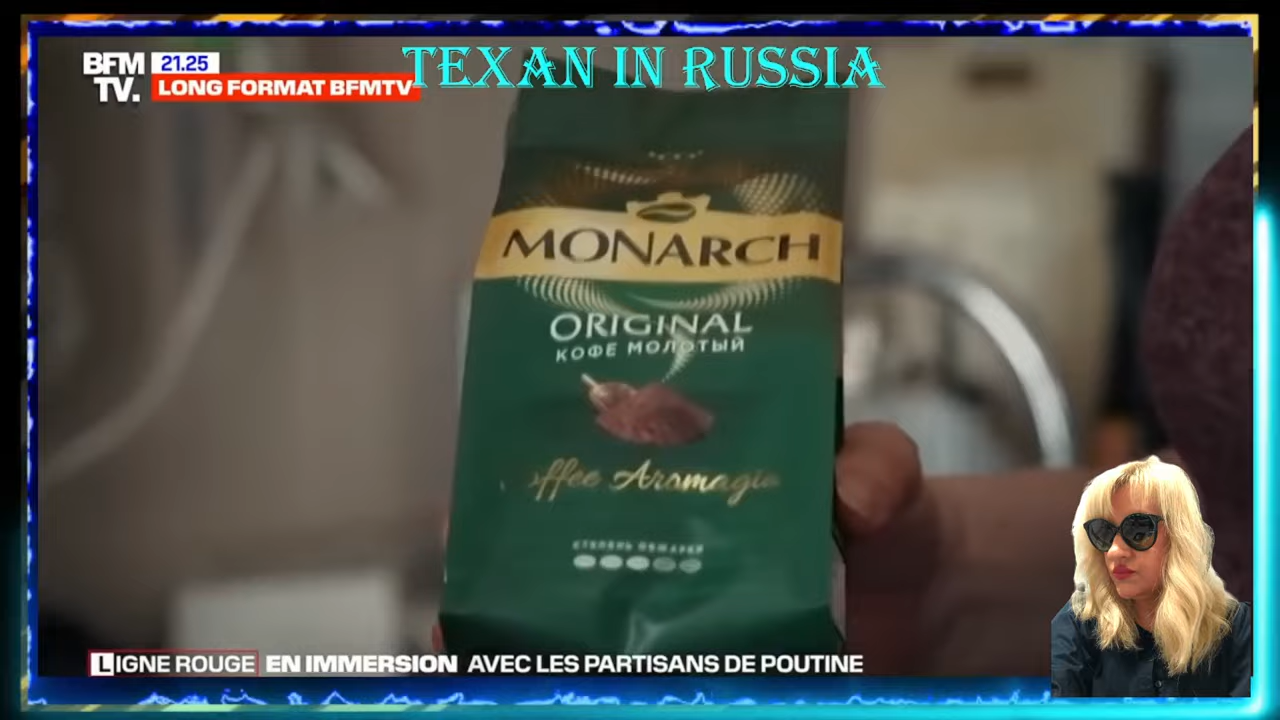 TEXAN IN RUSSIA
BFM
TV.
21.25
LONG FORMAT BFMTV
MONARCH
ORIGINAL
КОФЕ МОЛОТЫЙ
Aromagic
СТЕПЕНЬ ОБЖАРКИ
LIGNE ROUGE EN IMMERSION AVEC LES PARTISANS DE POUTINE